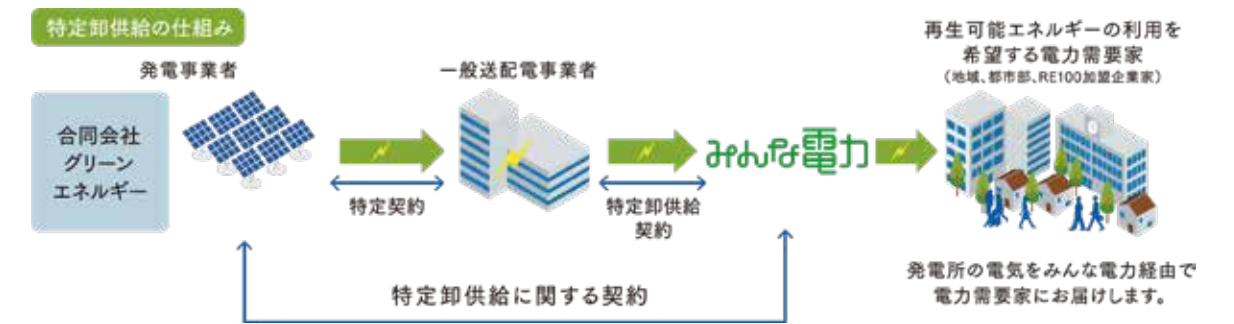 特定卸供給の仕組み
発電事業者
合同会社
グリーン
エネルギー
特定契約
一般送配電事業者
特定卸供給
契約
みんな電力
再生可能エネルギーの利用を
希望する電力需要家
（地域、都市部、RE100加盟企業家）
発電所の電気をみんな電力経由で
電力需要家にお届けします。
特定卸供給に関する契約